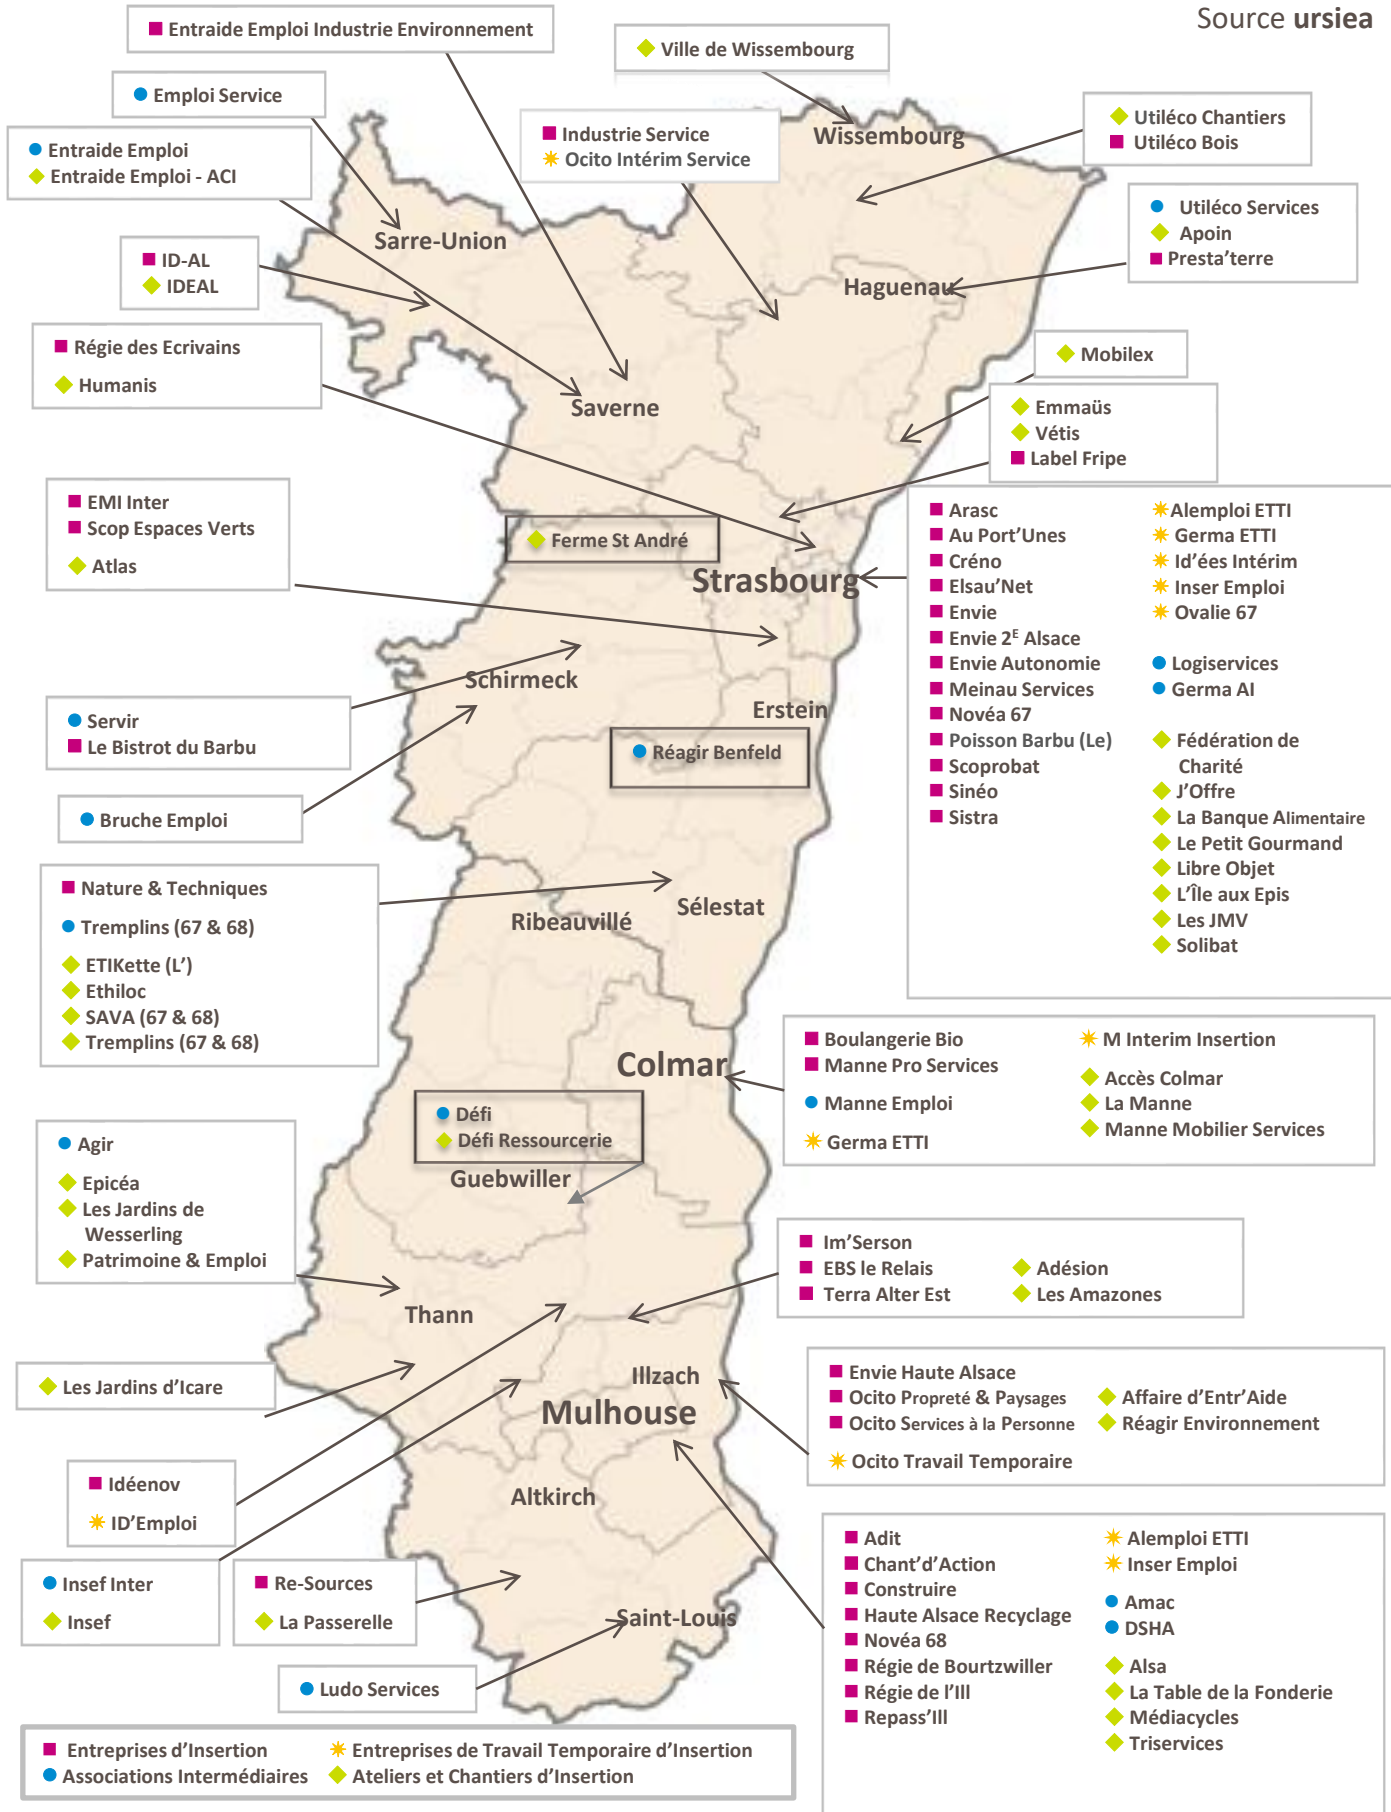 Source ursiea
Entraide Emploi Industrie Environnement
Ville de Wissembourg
Emploi Service
Utiléco Chantiers
Utiléco Bois
Industrie Service
Ocito Intérim Service
Wissembourg
Entraide Emploi
Entraide Emploi - ACI
Utiléco Services
Apoin
Presta'terre
Sarre-Union
ID-AL
IDEAL
Haguenau
Régie des Ecrivains
Humanis
Mobilex
Saverne
Emmaüs
Vétis
Label Fripe
EMI Inter
Scop Espaces Verts
Atlas
Ferme St André
Strasbourg
Arasc
Au Port'Unes
Créno
Elsau'Net
Envie
Envie 2E Alsace
Envie Autonomie
Meinau Services
Novéa 67
Poisson Barbu (Le)
Scoprobat
Sinéo
Sistra
Alemploi ETTI
Germa ETTI
Id'ées Intérim
Inser Emploi
Ovalie 67
Logiservices
Germa AI
Fédération de
Charité
J'Offre
La Banque Alimentaire
Le Petit Gourmand
Libre Objet
L'Île aux Epis
Les JMV
Solibat
Schirmeck
Erstein
Servir
Le Bistrot du Barbu
Réagir Benfeld
Bruche Emploi
Nature & Techniques
Tremplins (67 & 68)
ETIKette (L')
Ethiloc
SAVA (67 & 68)
Tremplins (67 & 68)
Ribeauvillé
Sélestat
Colmar
Boulangerie Bio
Manne Pro Services
Manne Emploi
Germa ETTI
M Interim Insertion
Accès Colmar
La Manne
Manne Mobilier Services
Défi
Défi Ressourcerie
Guebwiller
Agir
Epicéa
Les Jardins de
Wesserling
Patrimoine & Emploi
Im'Serson
EBS le Relais
Terra Alter Est
Adésion
Les Amazones
Thann
Les Jardins d'Icare
Illzach
Mulhouse
Envie Haute Alsace
Ocito Propreté & Paysages
Ocito Services à la Personne
Ocito Travail Temporaire
Affaire d'Entr'Aide
Réagir Environnement
Idéenov
ID'Emploi
Altkirch
Insef Inter
Insef
Re-Sources
La Passerelle
Saint-Louis
Ludo Services
Adit
Chant'd'Action
Construire
Haute Alsace Recyclage
Novéa 68
Régie de Bourtzwiller
Régie de l'Ill
Repass'Ill
Alemploi ETTI
Inser Emploi
Amac
DSHA
Alsa
La Table de la Fonderie
Médiacycles
Triservices
Entreprises d'Insertion
Entreprises de Travail Temporaire d'Insertion
Associations Intermédiaires
Ateliers et Chantiers d'Insertion